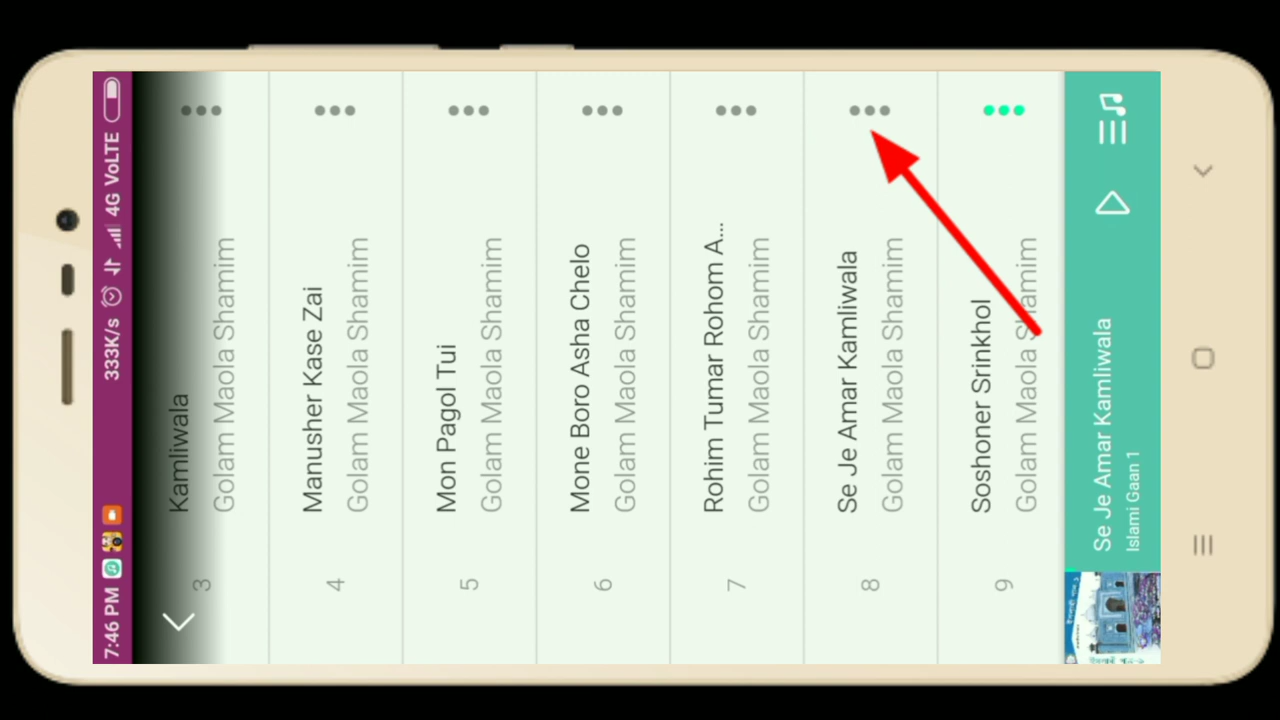 7:46 PM
333K/s
4G VoLTE
3
Kamliwala
Golam Maola Shamim
4
Manusher Kase Zai
Golam Maola Shamim
5
Mon Pagol Tui
Golam Maola Shamim
6
Mone Boro Asha Chelo
Golam Maola Shamim
7
Rohim Tumar Rohom A...
Golam Maola Shamim
8
Se Je Amar Kamliwala
Golam Maola Shamim
9
Soshoner Srinkhol
Golam Maola Shamim
Se Je Amar Kamliwala
Islami Gaan 1